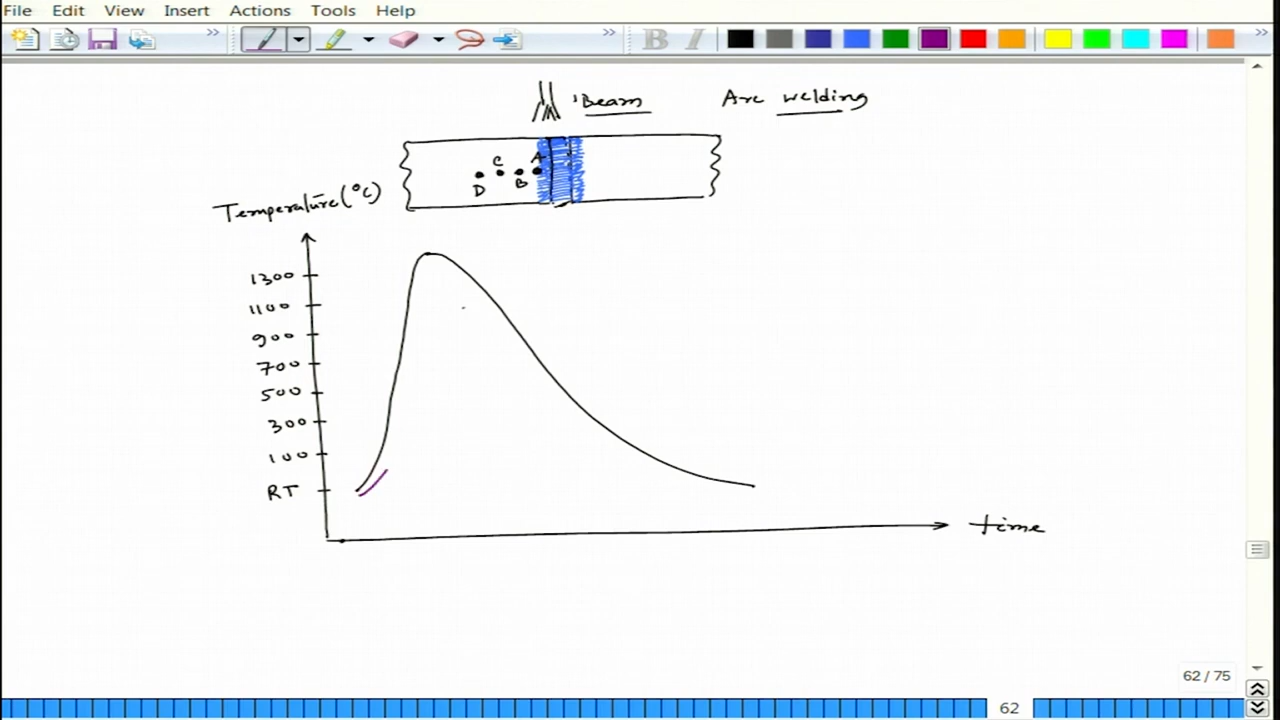 File Edit View Insert Actions Tools Help
B I
Beam Arc welding
A
C
B
D
Temperature (°C)
1300
1100
900
700
500
300
100
RT
time
62 / 75
62